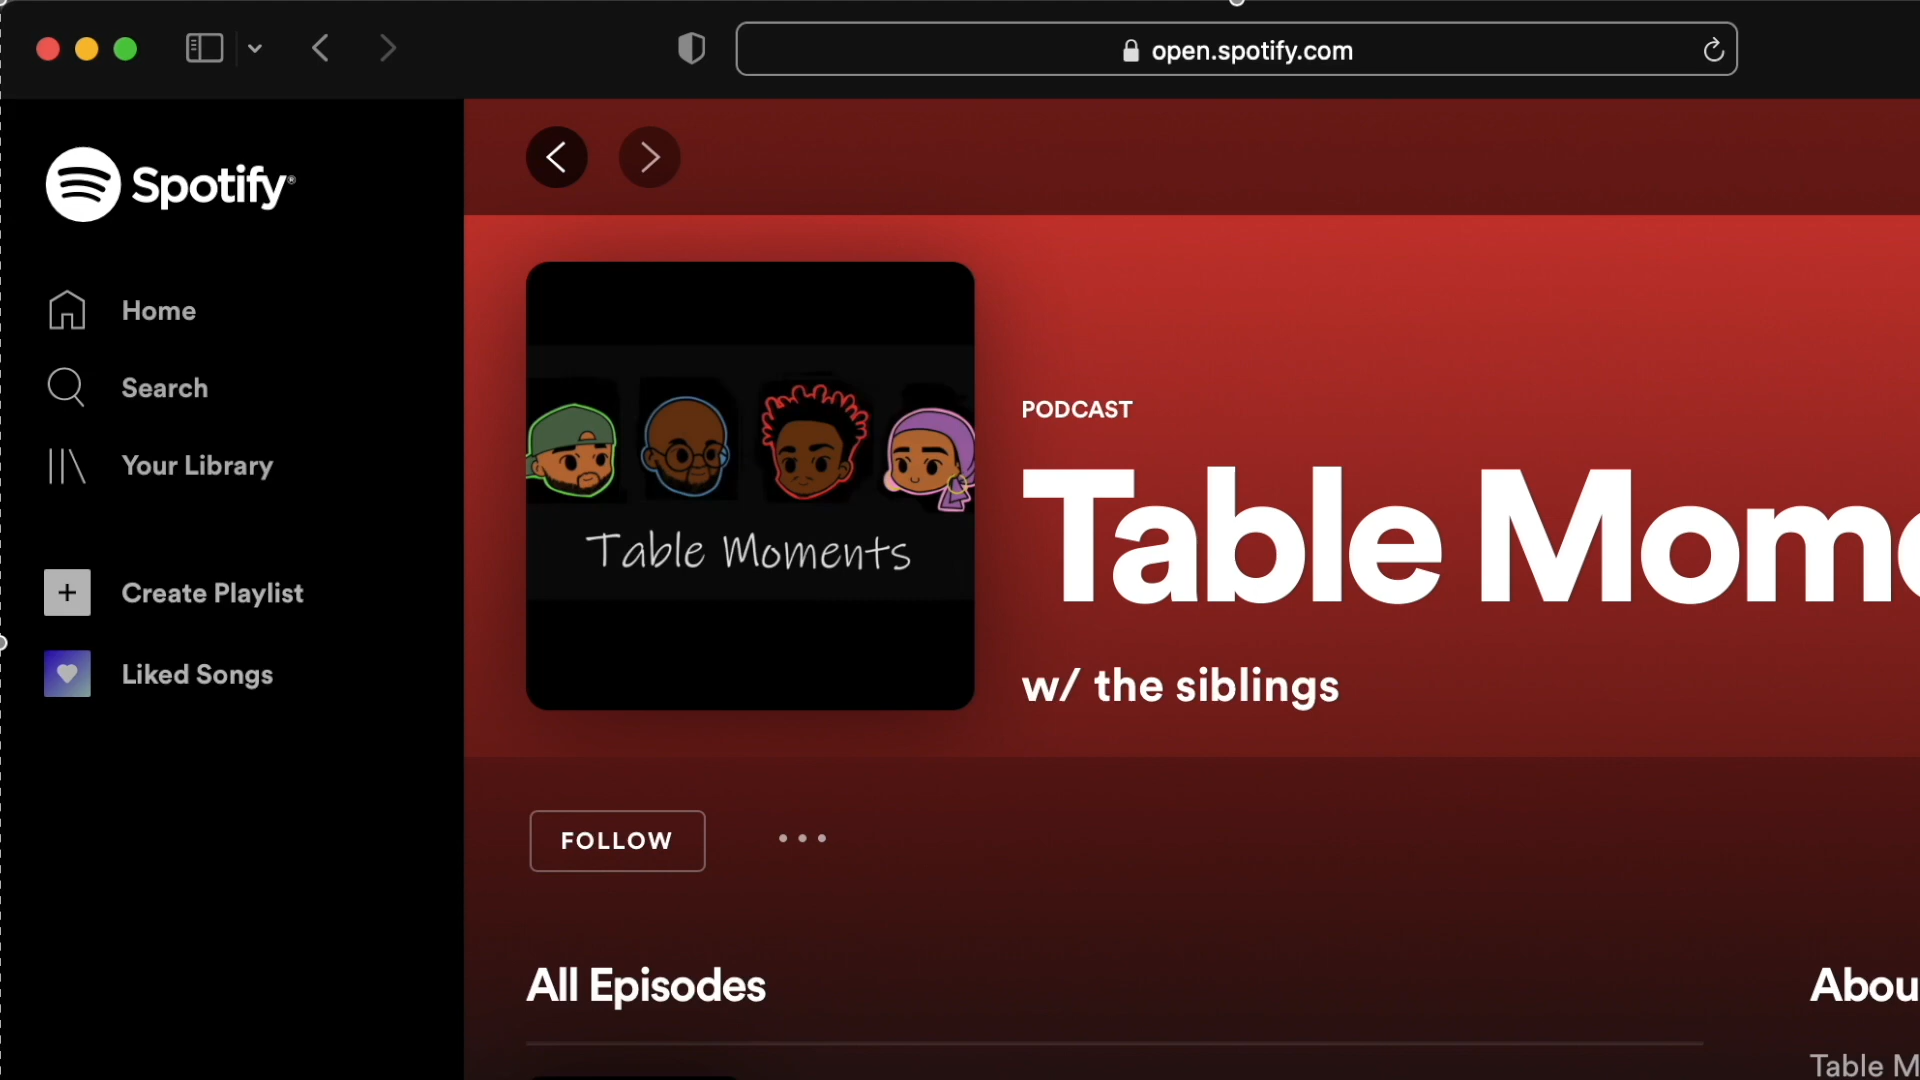 open.spotify.com
Spotify®
Home
Search
Your Library
Create Playlist
Liked Songs
Table Moments
PODCAST
Table Mome
w/ the siblings
FOLLOW
All Episodes
Abou
Table M